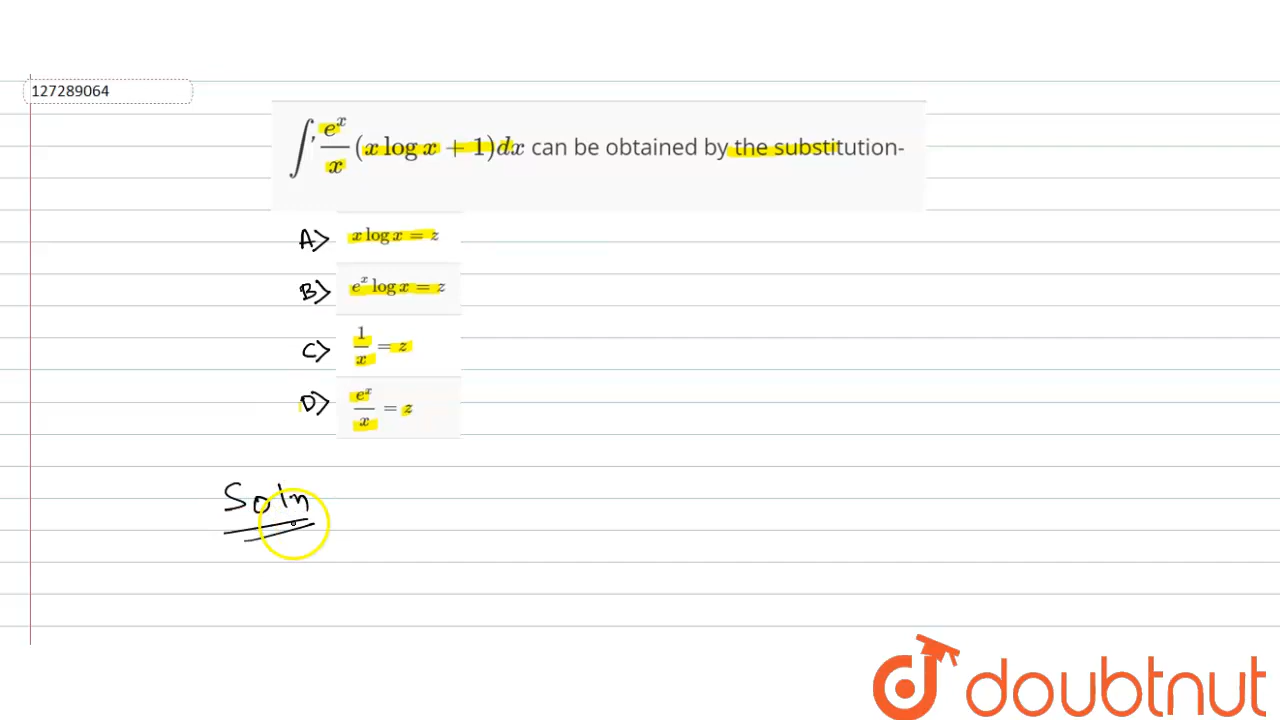 127289064
∫ e^x/x (x log x + 1)dx can be obtained by the substitution-
A> x log x = z
B> e^x log x = z
C> 1/x = z
D> e^x/x = z
Soln
doubtnut